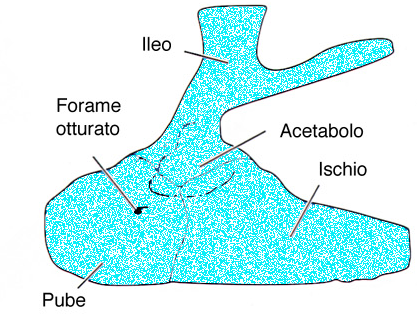 Ileo
Forame
otturato
Acetabolo
Ischio
Pube